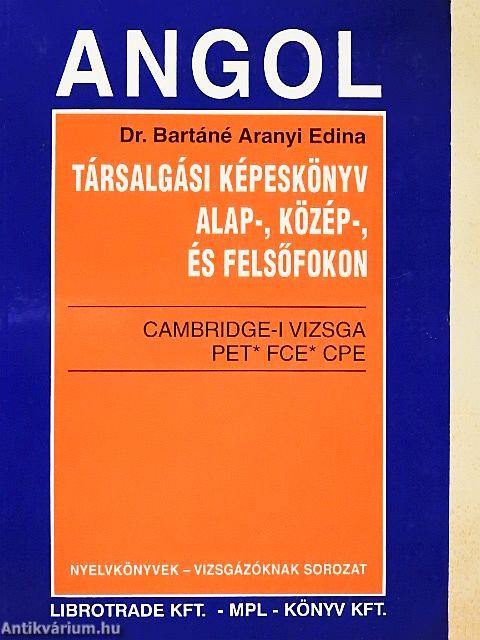 ANGOL
Dr. Bartáné Aranyi Edina
TÁRSALGÁSI KÉPESKÖNYV
ALAP-, KÖZÉP-,
ÉS FELSŐFOKON
CAMBRIDGE-I VIZSGA
PET* FCE* CPE
NYELVKÖNYVEK – VIZSGÁZÓKNAK SOROZAT
LIBROTRADE KFT. - MPL - KÖNYV KFT.
Antikvárium.hu